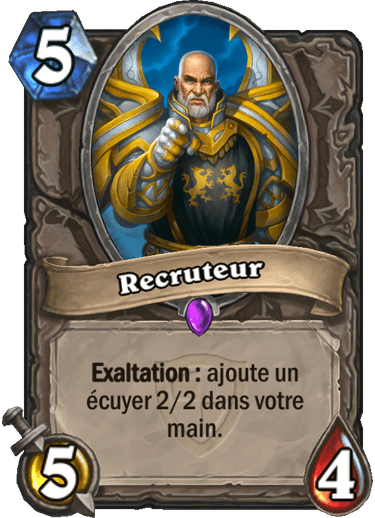 5
Recruteur
Exaltation : ajoute un
écuyer 2/2 dans votre
main.
5
4